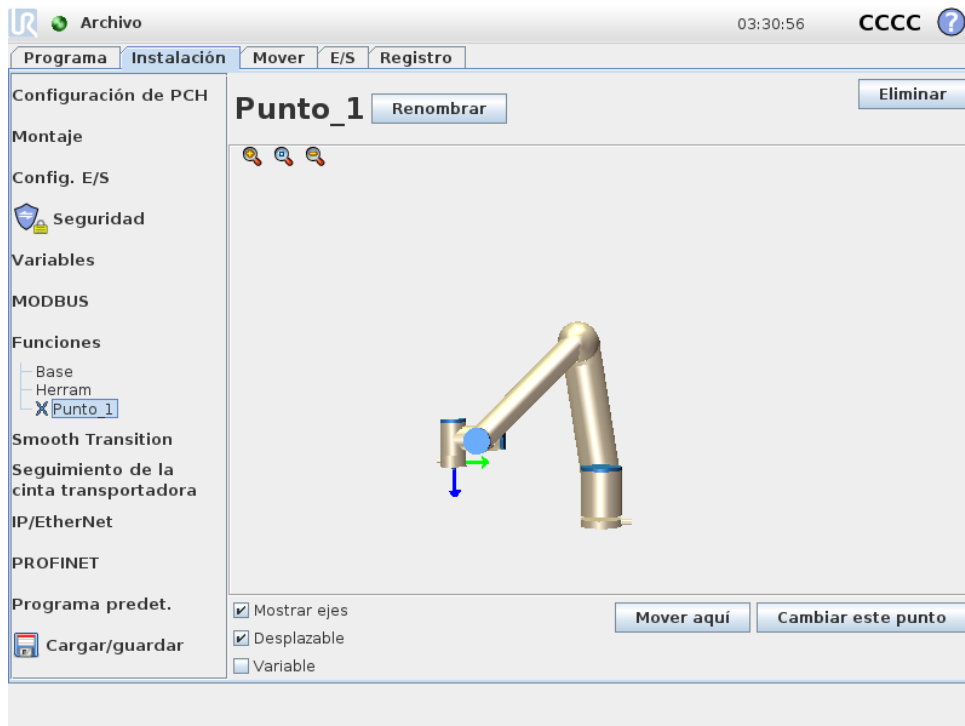 UR
Archivo
03:30:56
CCCC
?
Programa
Instalación
Mover
E/S
Registro
Configuración de PCH
Montaje
Config. E/S
Seguridad
Variables
MODBUS
Funciones
Base
Herram
Punto_1
Smooth Transition
Seguimiento de la
cinta transportadora
IP/EtherNet
PROFINET
Programa predet.
Cargar/guardar
Punto_1
Renombrar
Eliminar
Mostrar ejes
Desplazable
Variable
Mover aquí
Cambiar este punto